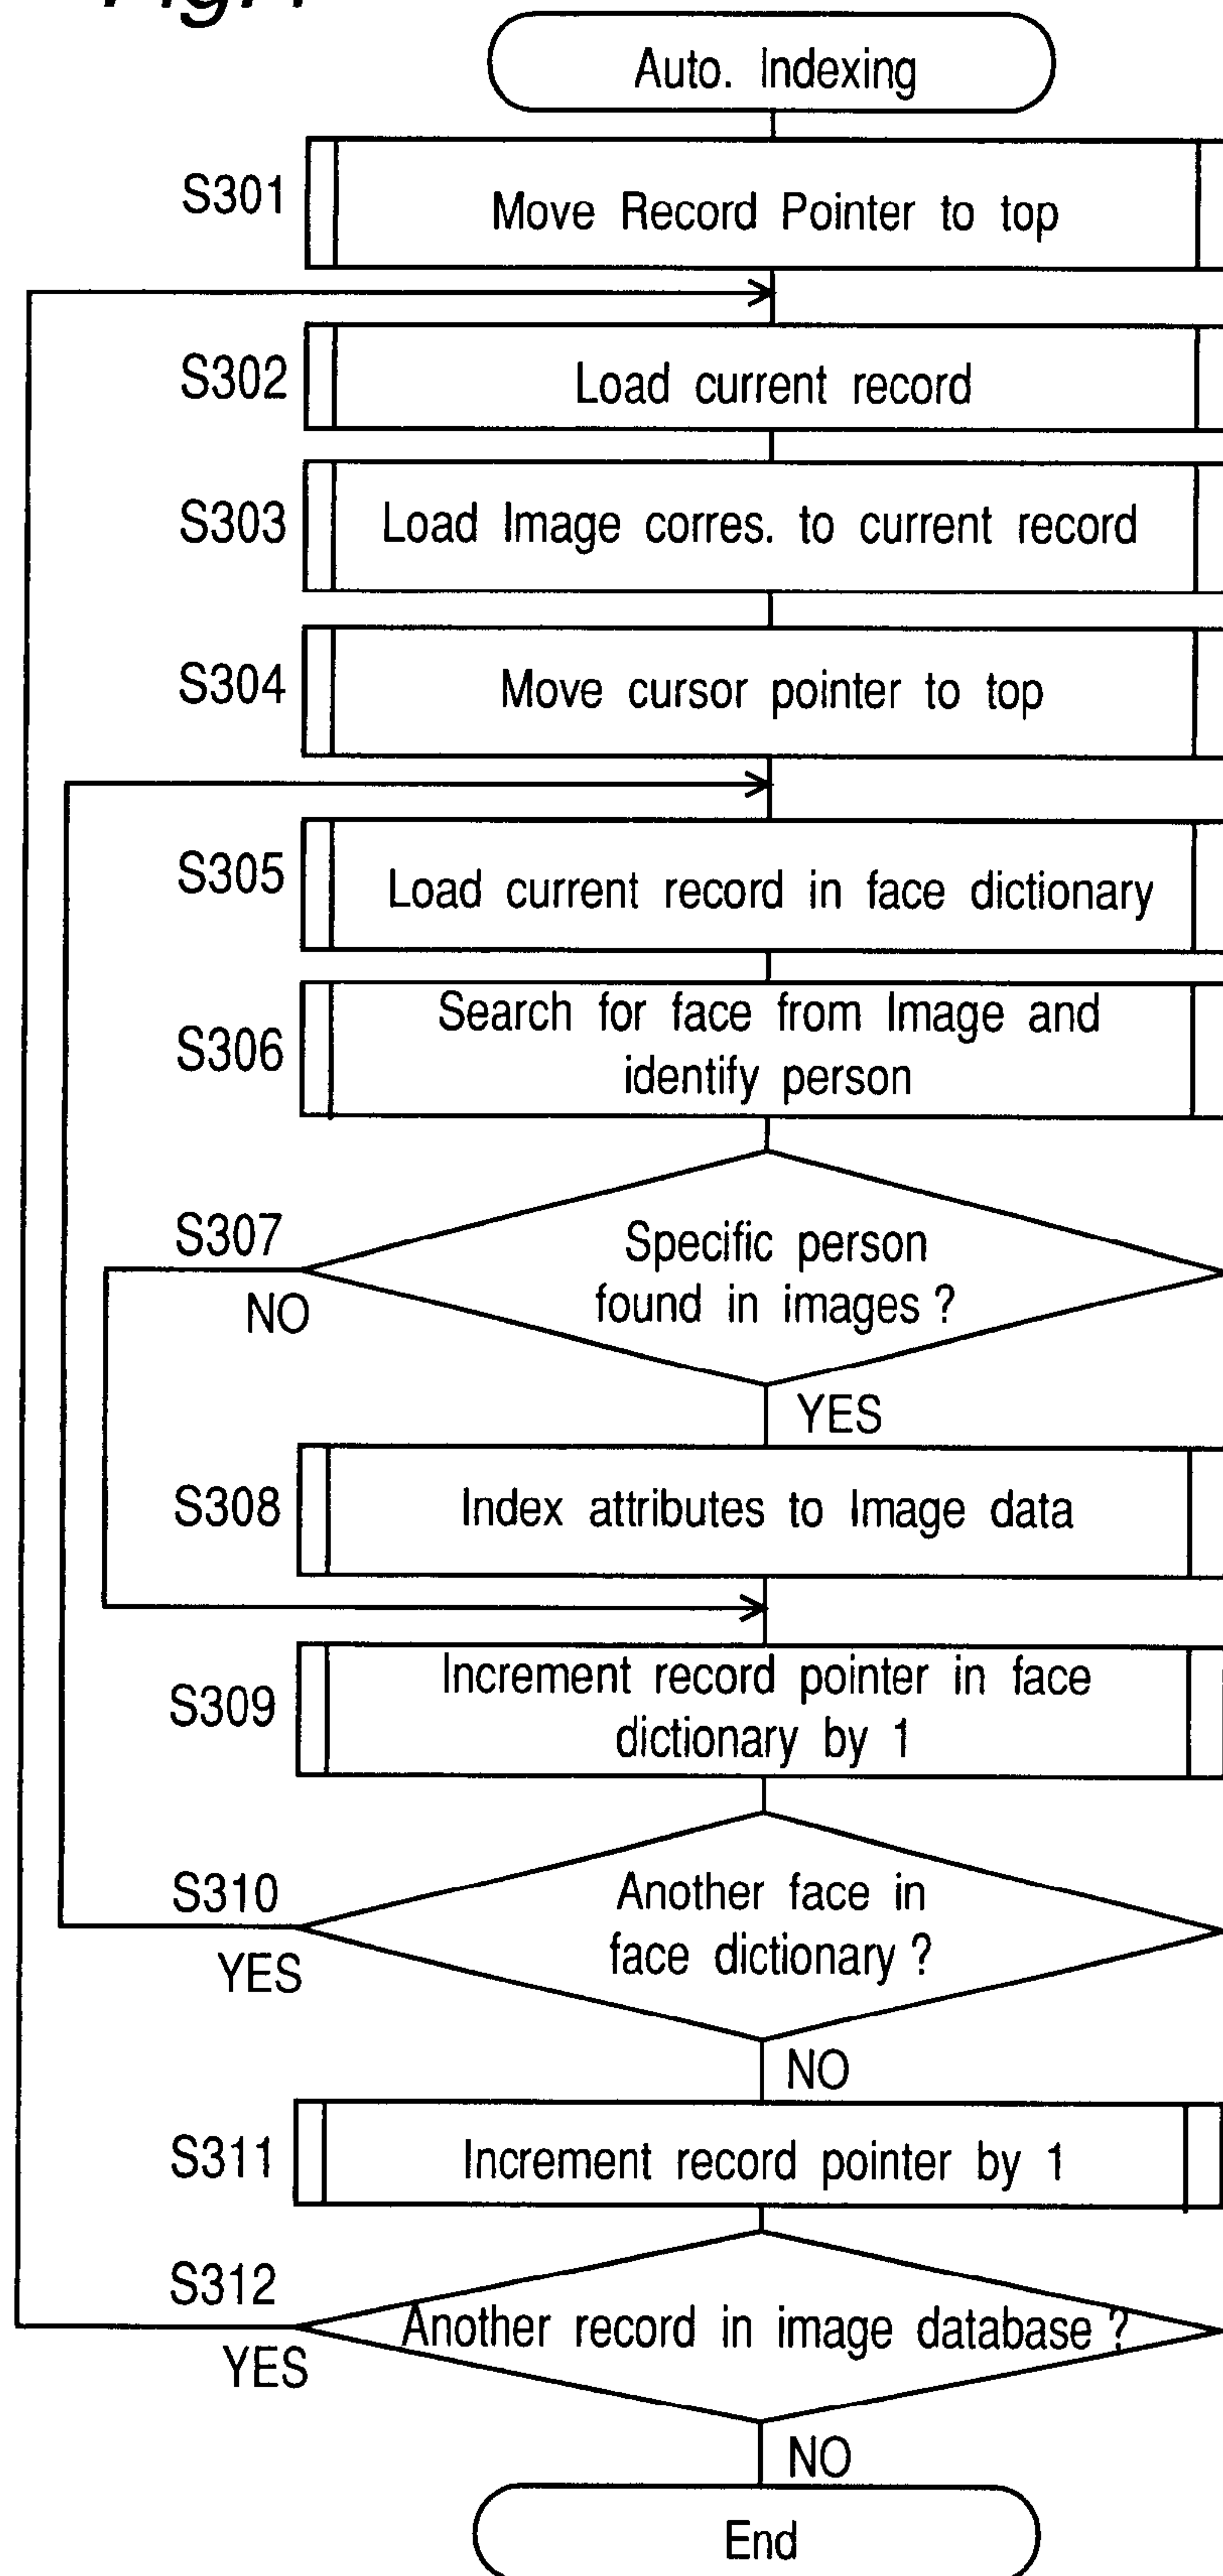 Auto. Indexing
S301
Move Record Pointer to top
S302
Load current record
S303
Load Image corres. to current record
S304
Move cursor pointer to top
S305
Load current record in face dictionary
S306
Search for face from Image and
identify person
S307
Specific person
found in images ?
NO
YES
S308
Index attributes to Image data
S309
Increment record pointer in face
dictionary by 1
S310
Another face in
face dictionary ?
YES
NO
S311
Increment record pointer by 1
S312
Another record in image database ?
YES
NO
End